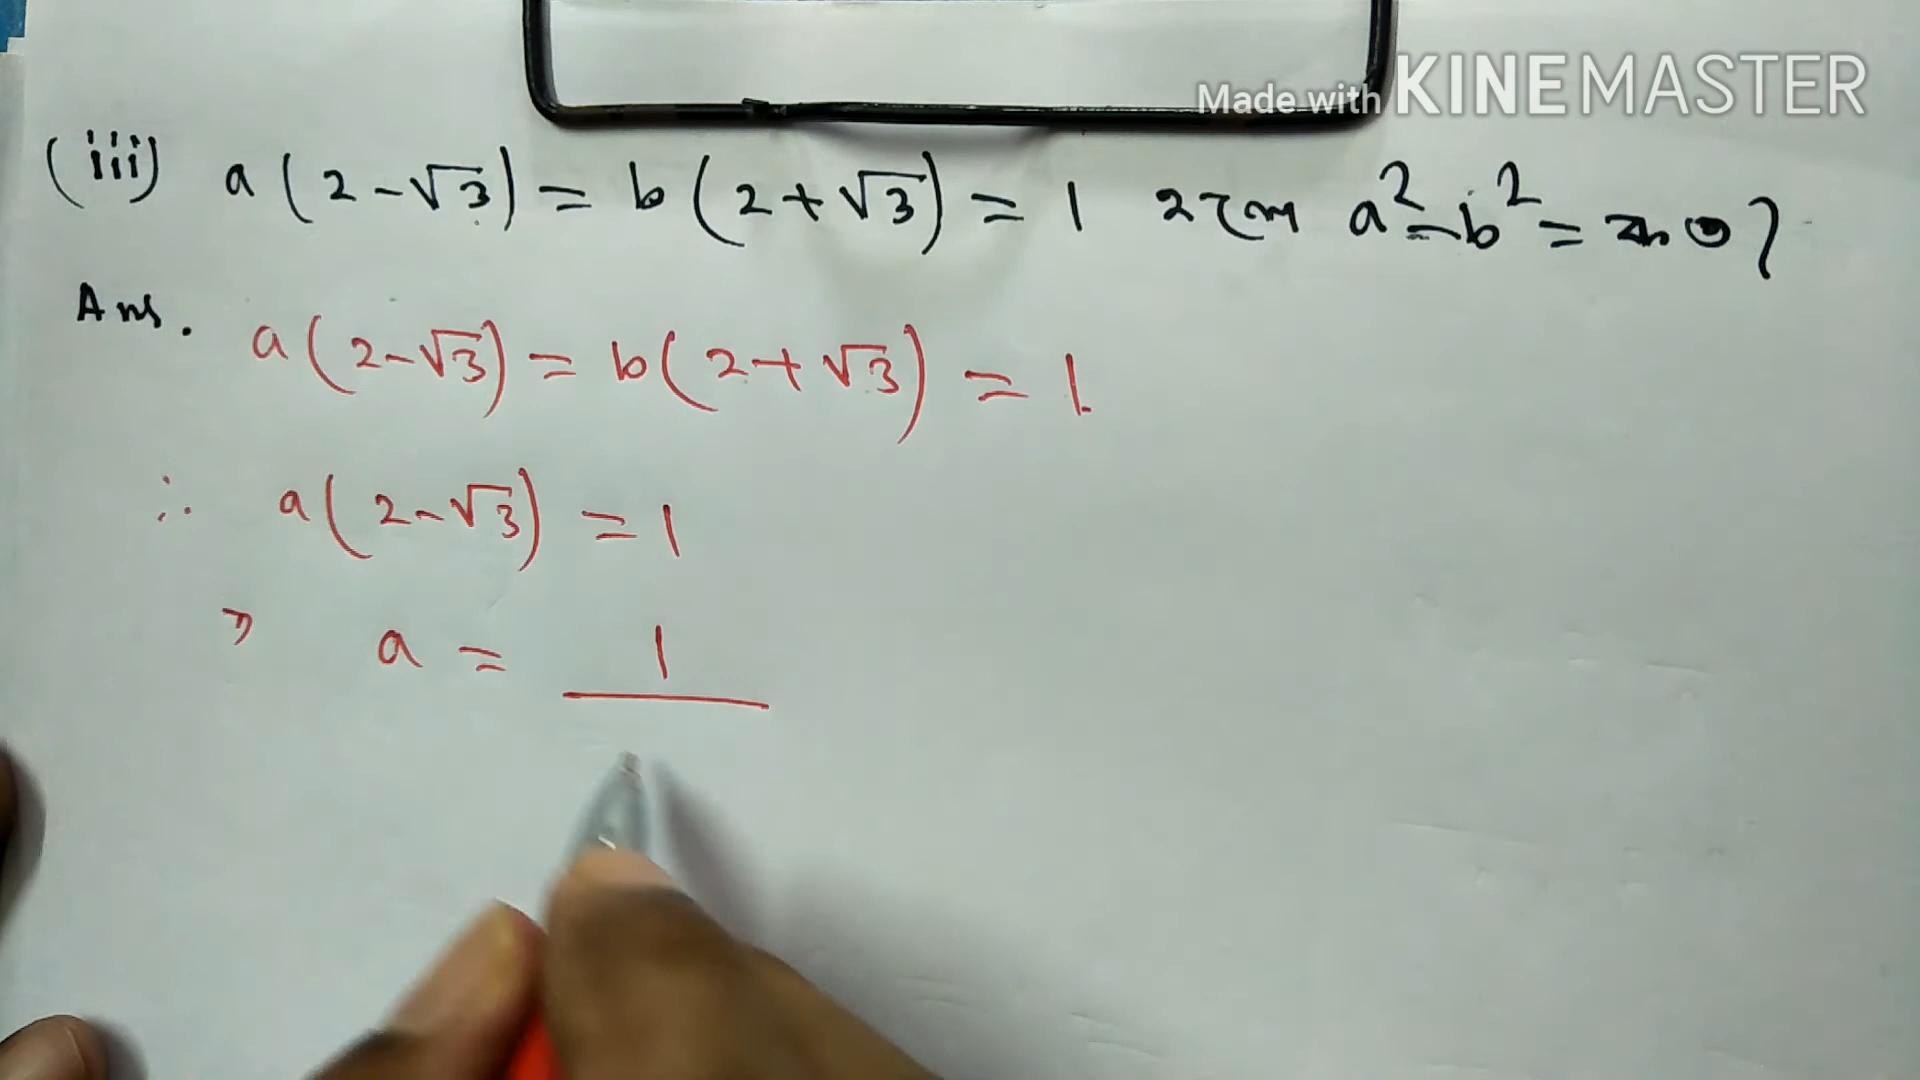 Made with KINEMASTER
(iii) a(2-√3) = b(2+√3) = 1 হলে a²-b² = কত?
Ans. a(2-√3) = b(2+√3) = 1.
∴ a(2-√3) = 1
⇒ a = 1